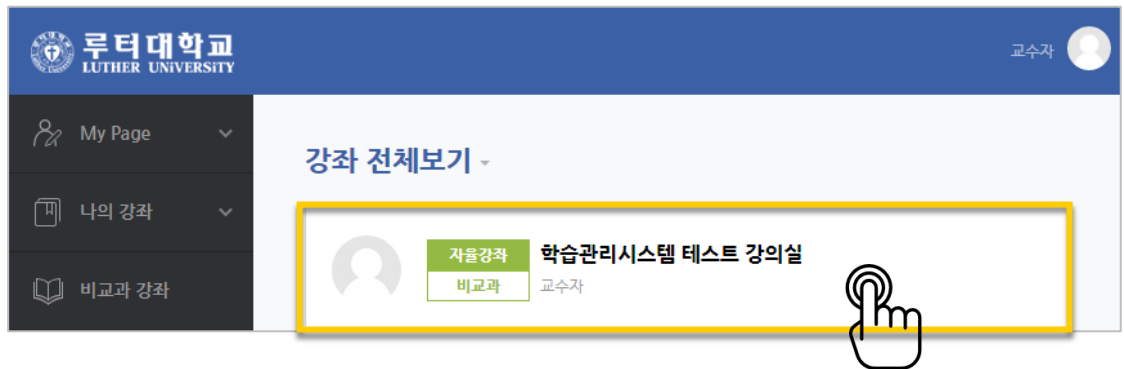 루터대학교
LUTHER UNiVERSiTY
교수자
My Page
나의 강좌
비교과 강좌
강좌 전체보기
자율강좌 학습관리시스템 테스트 강의실
비교과 교수자